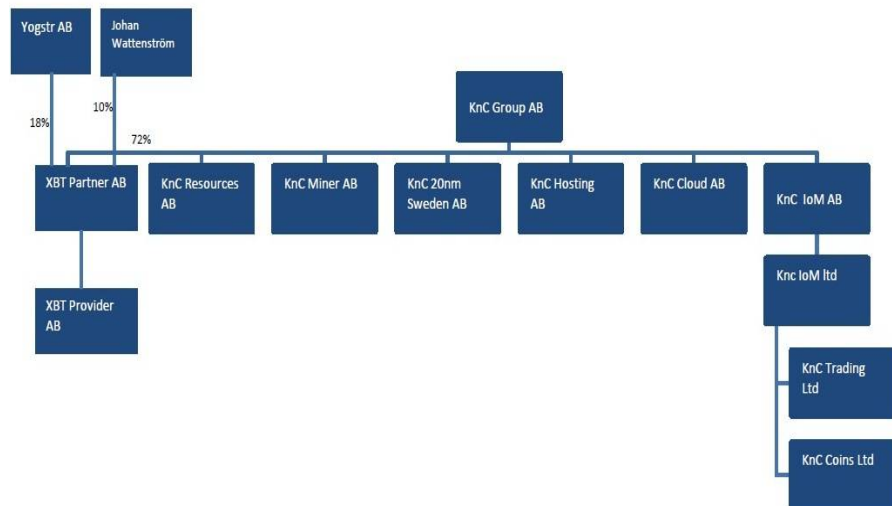 Yogstr AB
Johan
Wattenström
KnC Group AB
10%
18%
72%
XBT Partner AB
KnC Resources
AB
KnC Miner AB
KnC 20nm
Sweden AB
KnC Hosting
AB
KnC Cloud AB
KnC IoM AB
Knc IoM ltd
XBT Provider
AB
KnC Trading
Ltd
KnC Coins Ltd